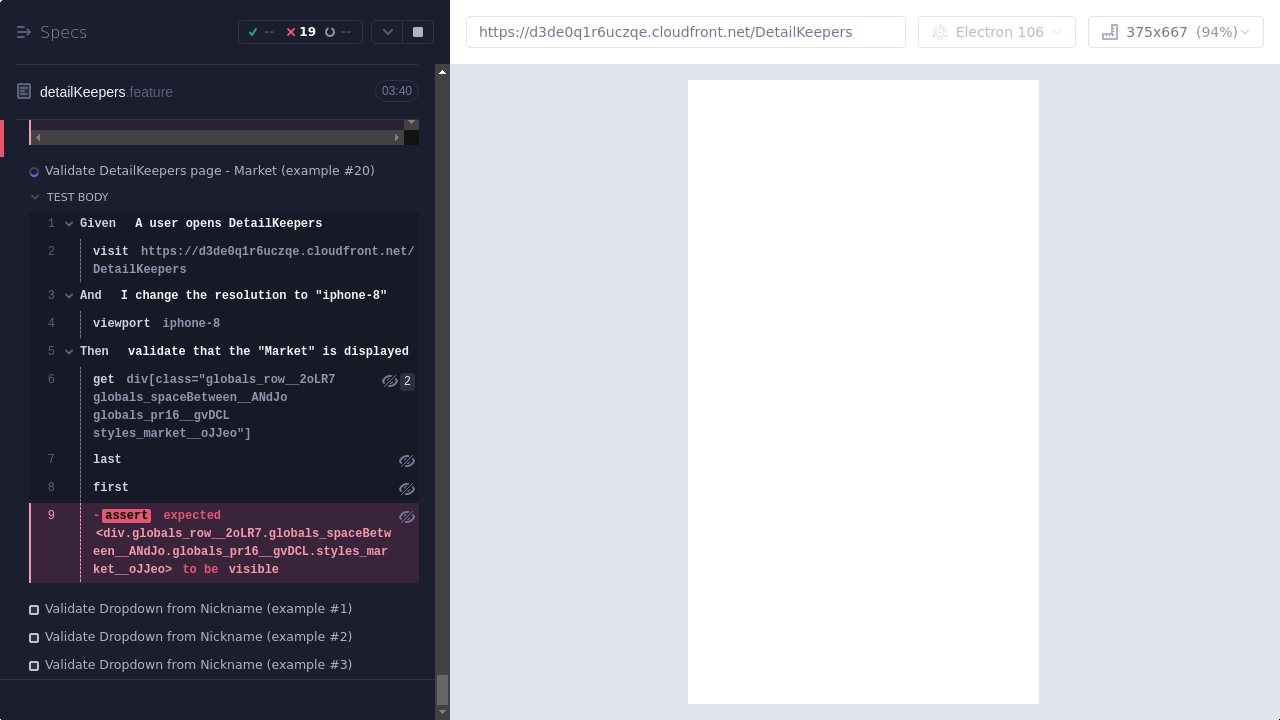 Specs
-- 19 --
https://d3de0q1r6uczqe.cloudfront.net/DetailKeepers
Electron 106
375x667 (94%)
detailKeepers.feature
03:40
Validate DetailKeepers page - Market (example #20)
TEST BODY
1 Given A user opens DetailKeepers
2 visit https://d3de0q1r6uczqe.cloudfront.net/
DetailKeepers
3 And I change the resolution to "iphone-8"
4 viewport iphone-8
5 Then validate that the "Market" is displayed
6 get div[class="globals_row__2oLR7 2
globals_spaceBetween__ANdJo
globals_pr16__gvDCL
styles_market__oJJeo"]
7 last
8 first
9 -assert expected
<div.globals_row__2oLR7.globals_spaceBetw
een__ANdJo.globals_pr16__gvDCL.styles_mar
ket__oJJeo> to be visible
Validate Dropdown from Nickname (example #1)
Validate Dropdown from Nickname (example #2)
Validate Dropdown from Nickname (example #3)